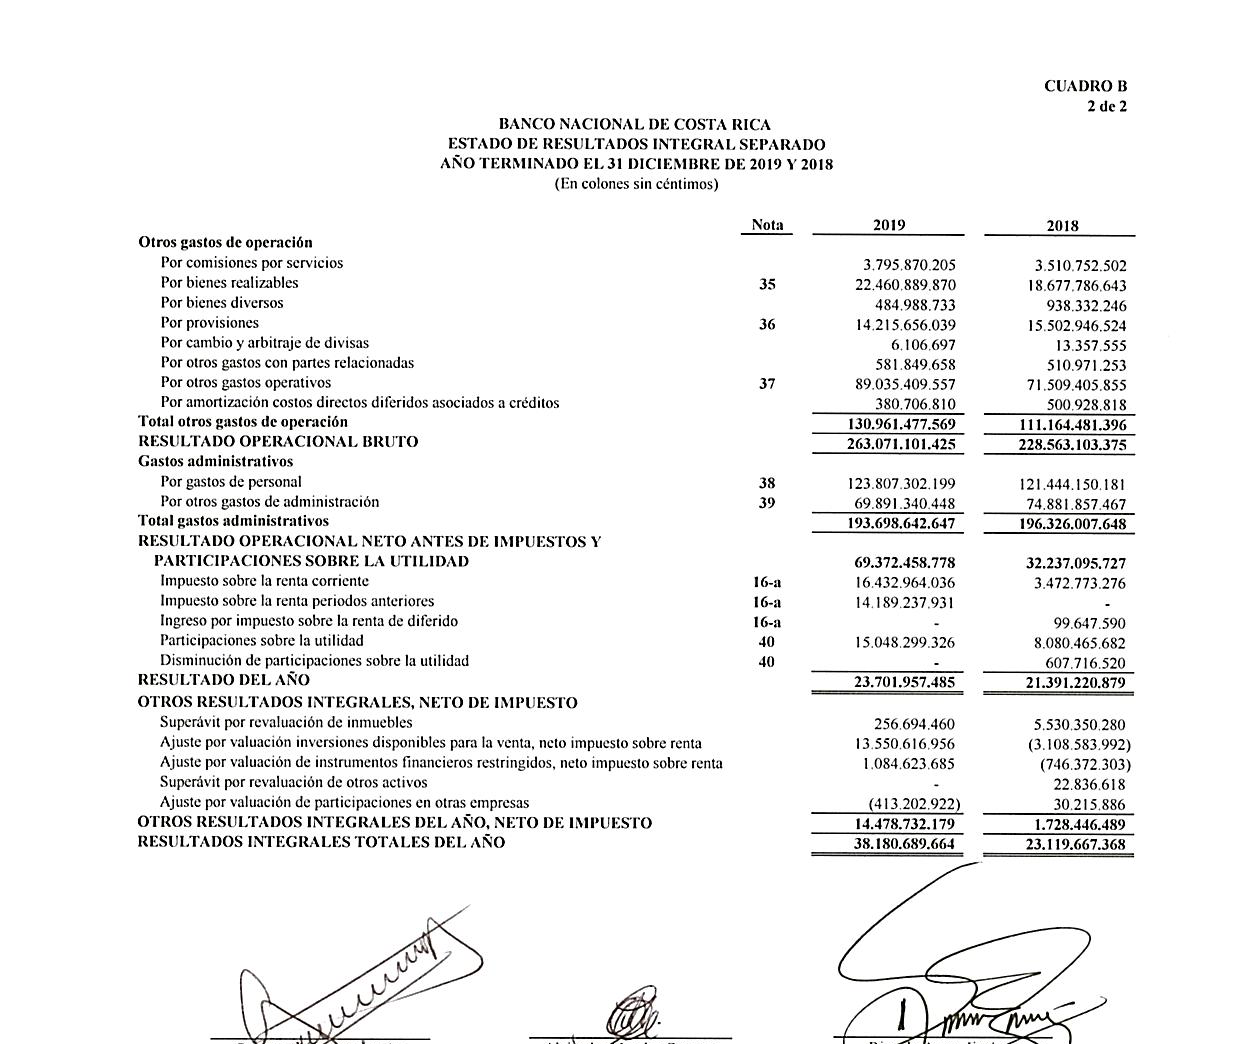 CUADRO B
2 de 2
BANCO NACIONAL DE COSTA RICA
ESTADO DE RESULTADOS INTEGRAL SEPARADO
AÑO TERMINADO EL 31 DICIEMBRE DE 2019 Y 2018
(En colones sin céntimos)
Nota 2019 2018
Otros gastos de operación
Por comisiones por servicios 3.795.870.205 3.510.752.502
Por bienes realizables 35 22.460.889.870 18.677.786.643
Por bienes diversos 484.988.733 938.332.246
Por provisiones 36 14.215.656.039 15.502.946.524
Por cambio y arbitraje de divisas 6.106.697 13.357.555
Por otros gastos con partes relacionadas 581.849.658 510.971.253
Por otros gastos operativos 37 89.035.409.557 71.509.405.855
Por amortización costos directos diferidos asociados a créditos 380.706.810 500.928.818
Total otros gastos de operación 130.961.477.569 111.164.481.396
RESULTADO OPERACIONAL BRUTO 263.071.101.425 228.563.103.375
Gastos administrativos
Por gastos de personal 38 123.807.302.199 121.444.150.181
Por otros gastos de administración 39 69.891.340.448 74.881.857.467
Total gastos administrativos 193.698.642.647 196.326.007.648
RESULTADO OPERACIONAL NETO ANTES DE IMPUESTOS Y
PARTICIPACIONES SOBRE LA UTILIDAD 69.372.458.778 32.237.095.727
Impuesto sobre la renta corriente 16-a 16.432.964.036 3.472.773.276
Impuesto sobre la renta periodos anteriores 16-a 14.189.237.931 -
Ingreso por impuesto sobre la renta de diferido 16-a - 99.647.590
Participaciones sobre la utilidad 40 15.048.299.326 8.080.465.682
Disminución de participaciones sobre la utilidad 40 - 607.716.520
RESULTADO DEL AÑO 23.701.957.485 21.391.220.879
OTROS RESULTADOS INTEGRALES, NETO DE IMPUESTO
Superávit por revaluación de inmuebles 256.694.460 5.530.350.280
Ajuste por valuación inversiones disponibles para la venta, neto impuesto sobre renta 13.550.616.956 (3.108.583.992)
Ajuste por valuación de instrumentos financieros restringidos, neto impuesto sobre renta 1.084.623.685 (746.372.303)
Superávit por revaluación de otros activos - 22.836.618
Ajuste por valuación de participaciones en otras empresas (413.202.922) 30.215.886
OTROS RESULTADOS INTEGRALES DEL AÑO, NETO DE IMPUESTO 14.478.732.179 1.728.446.489
RESULTADOS INTEGRALES TOTALES DEL AÑO 38.180.689.664 23.119.667.368